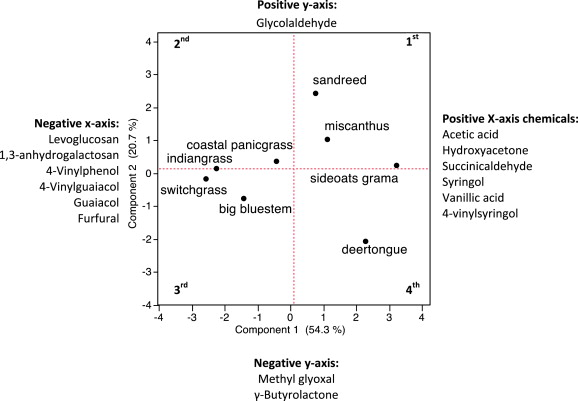 Positive y-axis:
Glycolaldehyde
2nd
1st
4
3
2
1
0
-1
-2
-3
-4
Component 2 (20.7 %)
sandreed
miscanthus
coastal panicgrass
indiangrass
sideoats grama
switchgrass
big bluestem
deertongue
3rd
4th
-4 -3 -2 -1 0 1 2 3 4
Component 1 (54.3 %)
Negative x-axis:
Levoglucosan
1,3-anhydrogalactosan
4-Vinylphenol
4-Vinylguaiacol
Guaiacol
Furfural
Positive X-axis chemicals:
Acetic acid
Hydroxyacetone
Succinicaldehyde
Syringol
Vanillic acid
4-vinylsyringol
Negative y-axis:
Methyl glyoxal
γ-Butyrolactone